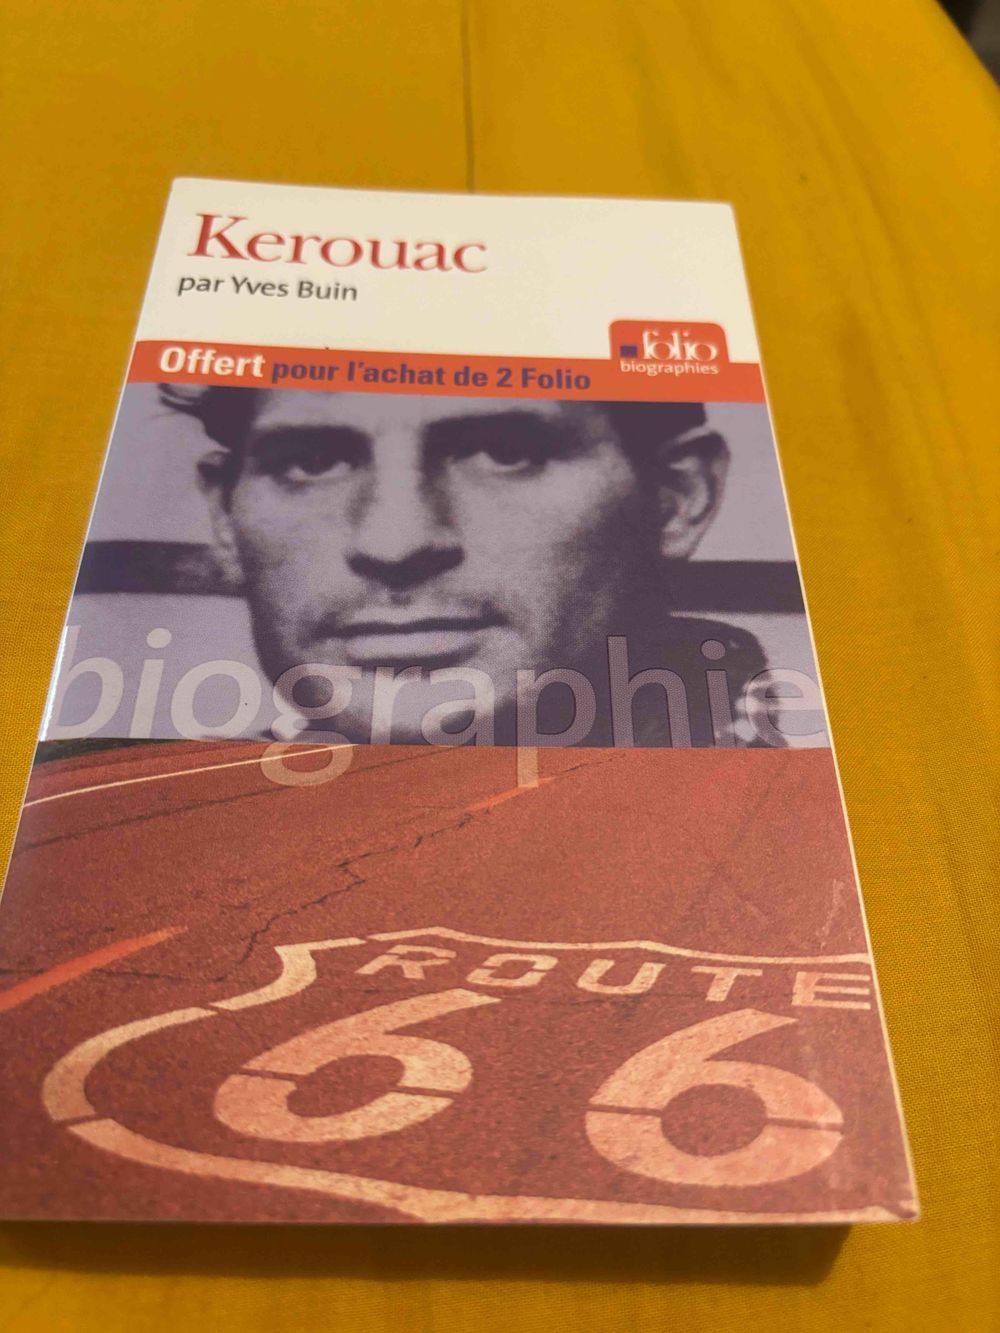 Kerouac
par Yves Buin
folio
biographies
Offert pour l'achat de 2 Folio
biographie
ROUTE
66